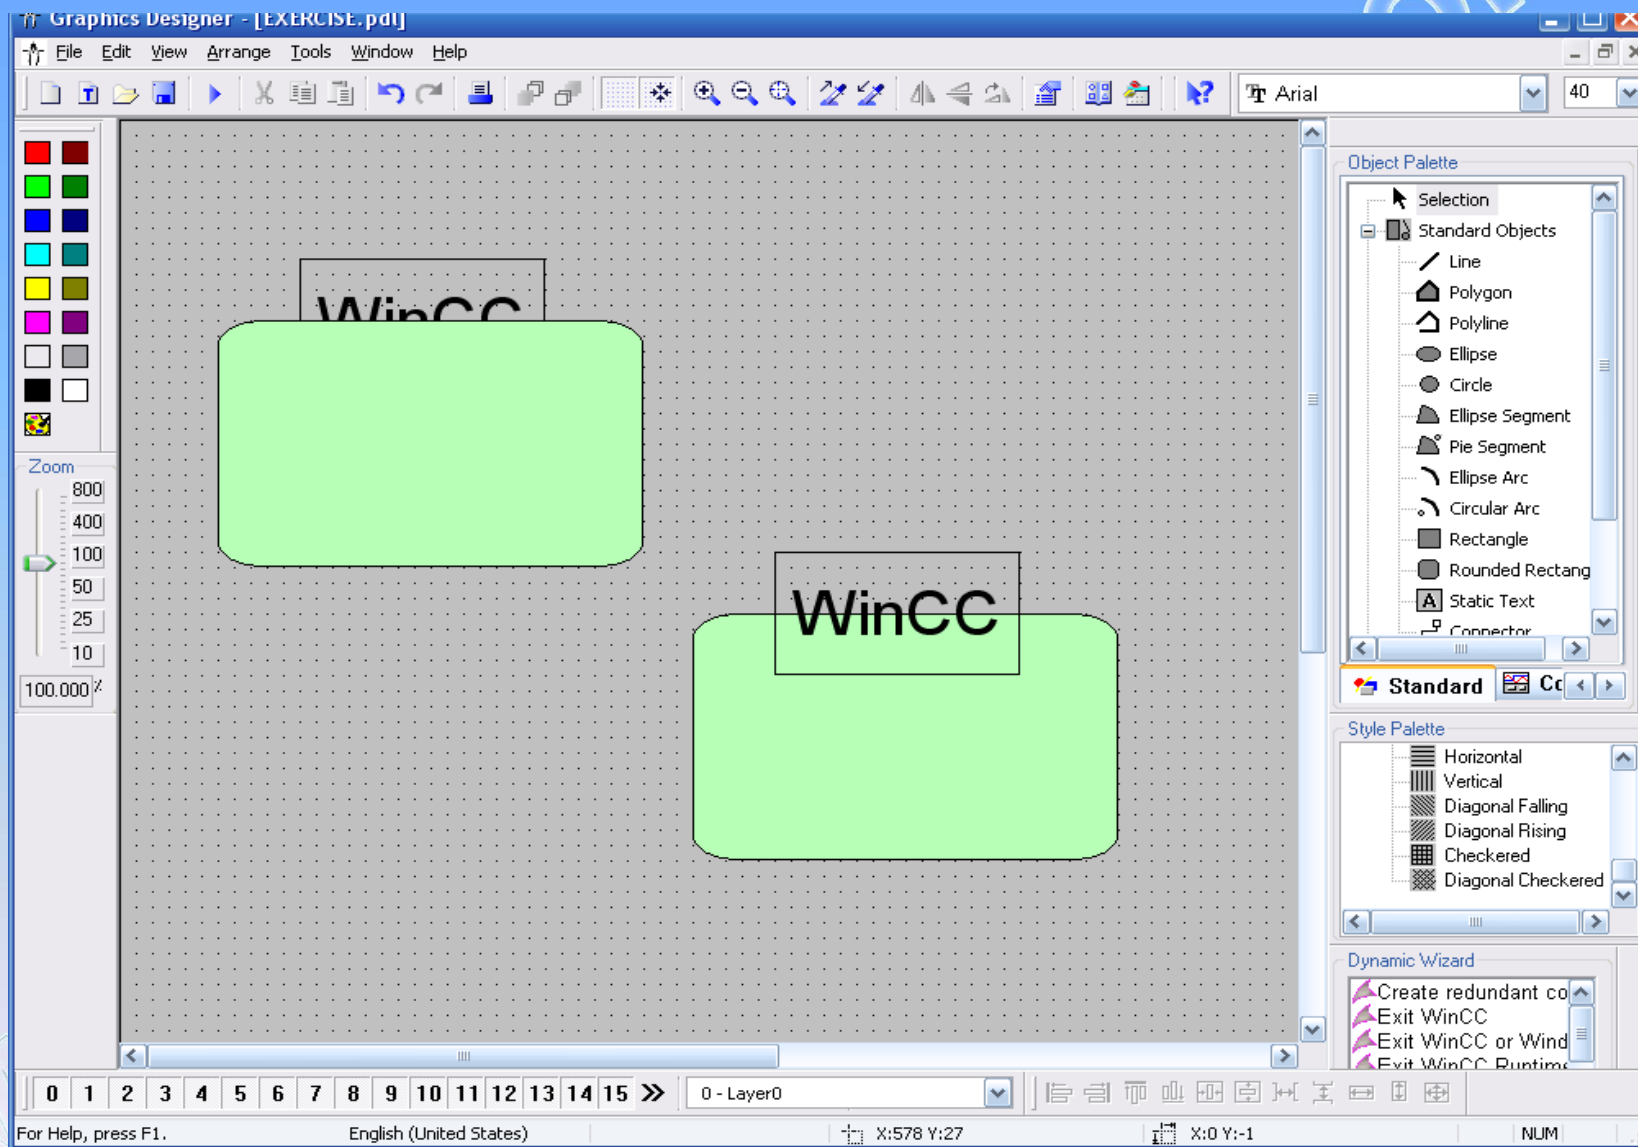 Graphics Designer - [EXERCISE.pdl]
File Edit View Arrange Tools Window Help
Arial
40
Object Palette
Selection
Standard Objects
Line
Polygon
Polyline
Ellipse
Circle
Ellipse Segment
Pie Segment
Ellipse Arc
Circular Arc
Rectangle
Rounded Rectang
A Static Text
Connector
Standard
Zoom
800
400
100
50
25
10
100.000 %
WinCC
WinCC
Style Palette
Horizontal
Vertical
Diagonal Falling
Diagonal Rising
Checkered
Diagonal Checkered
Dynamic Wizard
Create redundant co
Exit WinCC
Exit WinCC or Wind
Exit WinCC Runtime
0 1 2 3 4 5 6 7 8 9 10 11 12 13 14 15
0 - Layer0
For Help, press F1. English (United States) X:578 Y:27 X:0 Y:-1 NUM